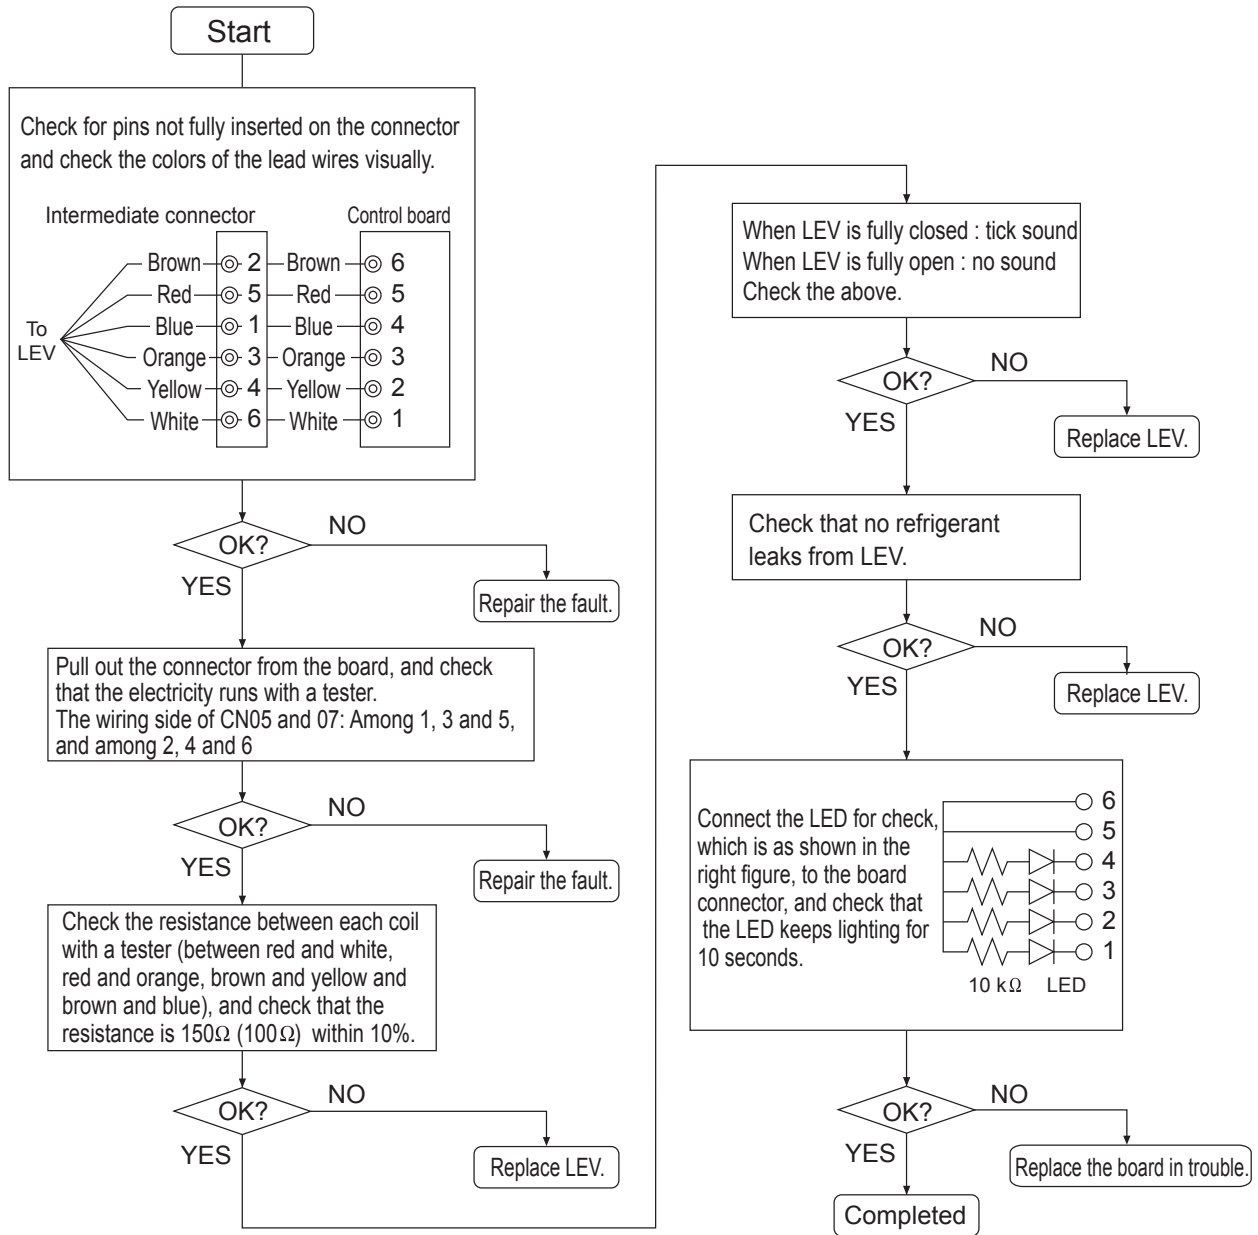 Start
Check for pins not fully inserted on the connector
and check the colors of the lead wires visually.
Intermediate connector
Control board
To
LEV
Brown 2 Brown 6
Red 5 Red 5
Blue 1 Blue 4
Orange 3 Orange 3
Yellow 4 Yellow 2
White 6 White 1
OK?
NO
YES
Repair the fault.
Pull out the connector from the board, and check
that the electricity runs with a tester.
The wiring side of CN05 and 07: Among 1, 3 and 5,
and among 2, 4 and 6
OK?
NO
YES
Repair the fault.
Check the resistance between each coil
with a tester (between red and white,
red and orange, brown and yellow and
brown and blue), and check that the
resistance is 150Ω (100Ω) within 10%.
OK?
NO
YES
Replace LEV.
When LEV is fully closed : tick sound
When LEV is fully open : no sound
Check the above.
OK?
NO
YES
Replace LEV.
Check that no refrigerant
leaks from LEV.
OK?
NO
YES
Replace LEV.
Connect the LED for check,
which is as shown in the
right figure, to the board
connector, and check that
the LED keeps lighting for
10 seconds.
6
5
4
3
2
1
10 kΩ LED
OK?
NO
YES
Replace the board in trouble.
Completed